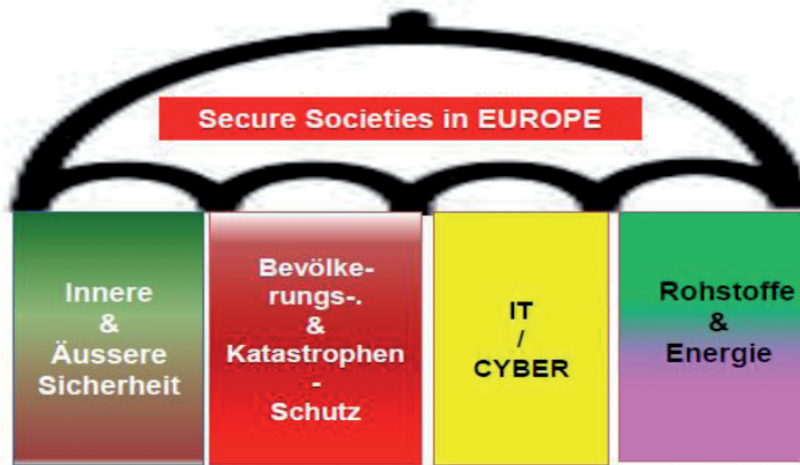 Secure Societies in EUROPE
Innere
&
Äussere
Sicherheit
Bevölke-
rungs-.
&
Katastrophen
-
Schutz
IT
/
CYBER
Rohstoffe
&
Energie